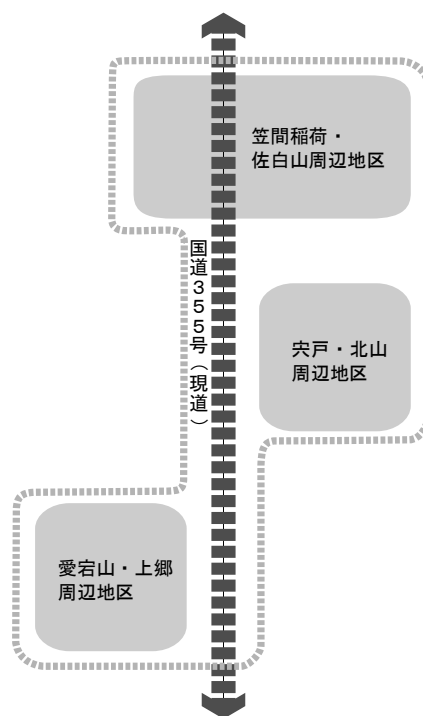 笠間稲荷・
佐白山周辺地区
国道３５５号（現道）
宍戸・北山
周辺地区
愛宕山・上郷
周辺地区